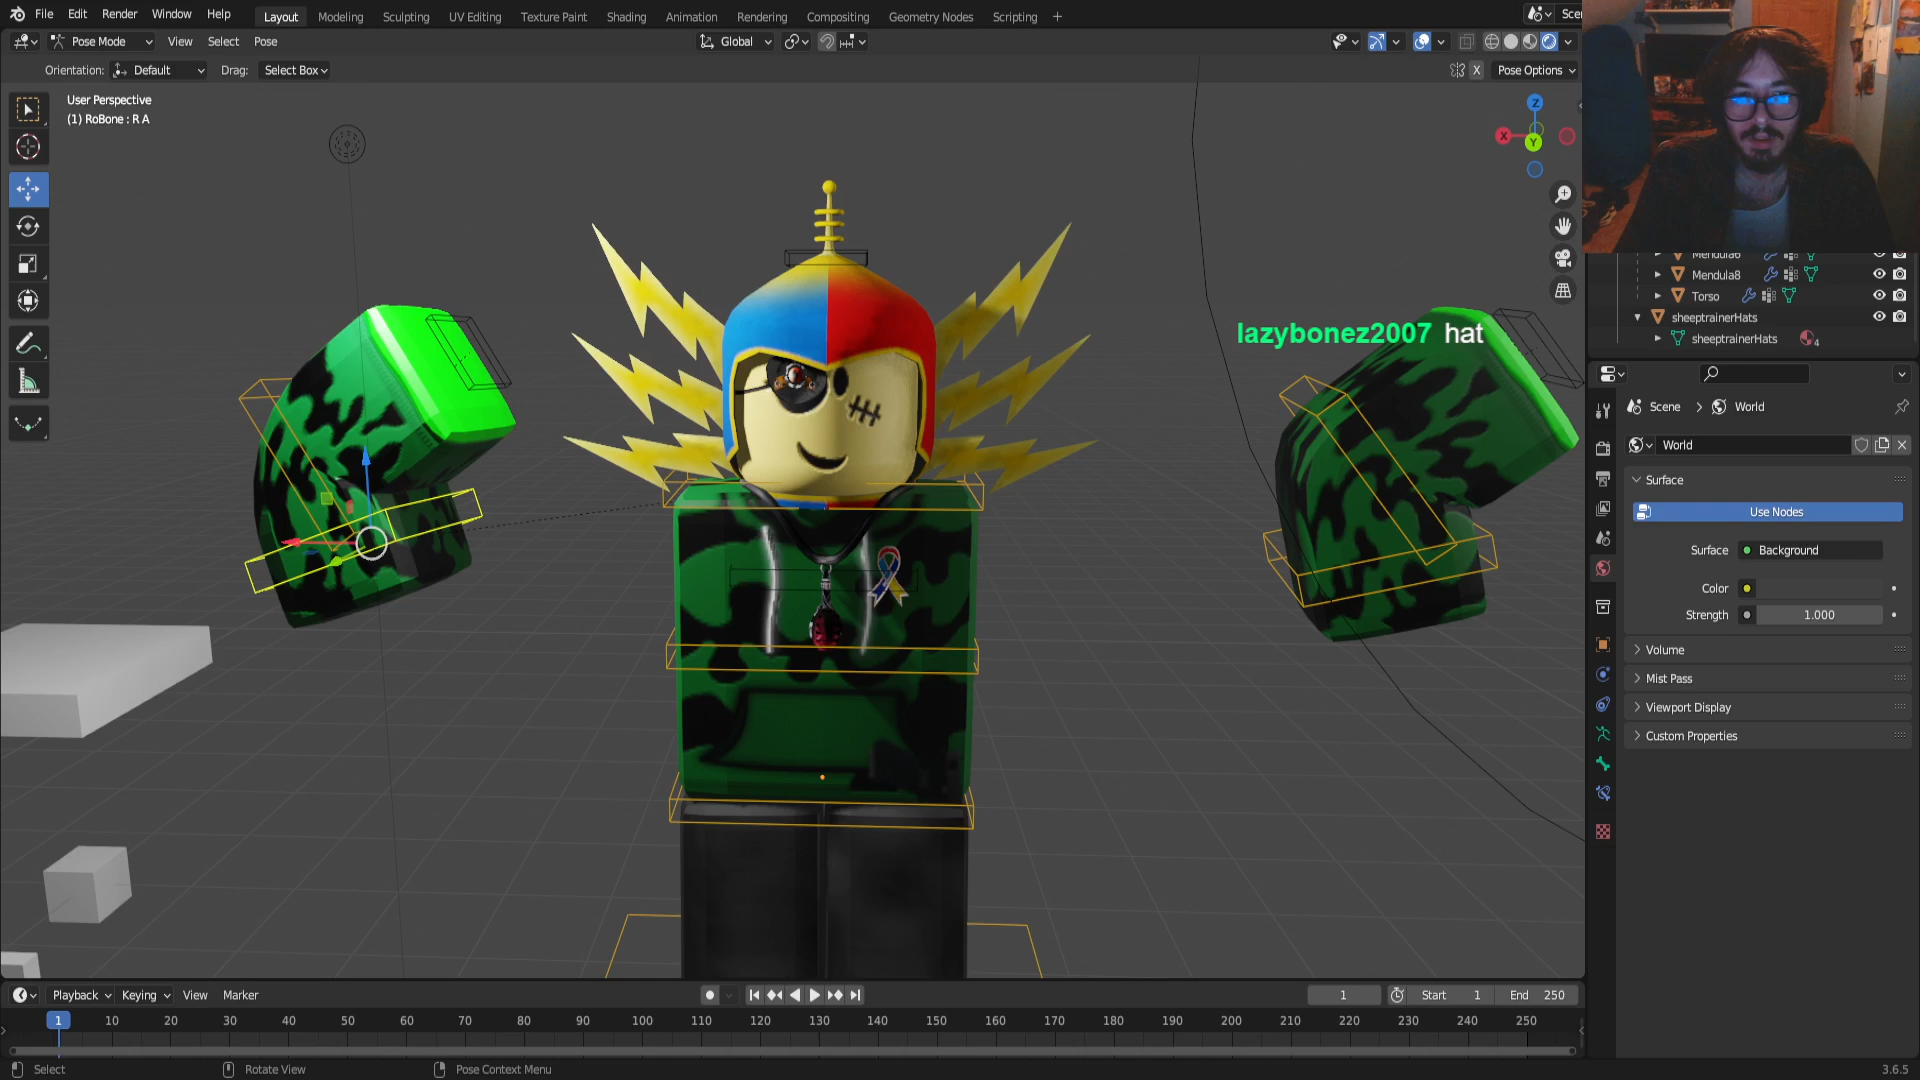 File Edit Render Window Help Layout Modeling Sculpting UV Editing Texture Paint Shading Animation Rendering Compositing Geometry Nodes Scripting + Scen
Pose Mode View Select Pose Global
Orientation: Default Drag: Select Box X Pose Options
User Perspective
(1) RoBone : R A
Z
X
Y
Mendula6
Mendula8
Torso
sheeptrainerHats
sheeptrainerHats 4
lazybonez2007 hat
Scene > World
World
Surface
Use Nodes
Surface Background
Color
Strength 1.000
Volume
Mist Pass
Viewport Display
Custom Properties
Playback Keying View Marker 1 Start 1 End 250
1 10 20 30 40 50 60 70 80 90 100 110 120 130 140 150 160 170 180 190 200 210 220 230 240 250
Select Rotate View Pose Context Menu 3.6.5